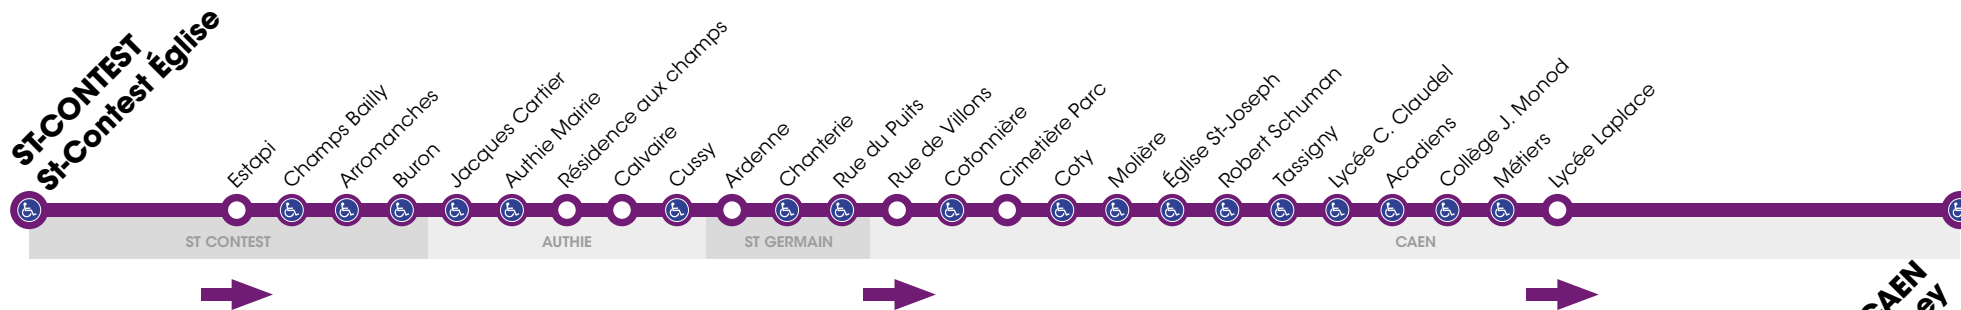 ST-CONTEST
St-Contest Église
Estapi
Champs Bailly
Arromanches
Buron
Jacques Cartier
Authie Mairie
Résidence aux champs
Calvaire
Cussy
Ardenne
Chanterie
Rue du Puits
Rue de Villons
Cotonnière
Cimetière Parc
Coty
Molière
Église St-Joseph
Robert Schuman
Tassigny
Lycée C. Claudel
Acadiens
Collège J. Monod
Métiers
Lycée Laplace
ST CONTEST
AUTHIE
ST GERMAIN
CAEN
CAEN